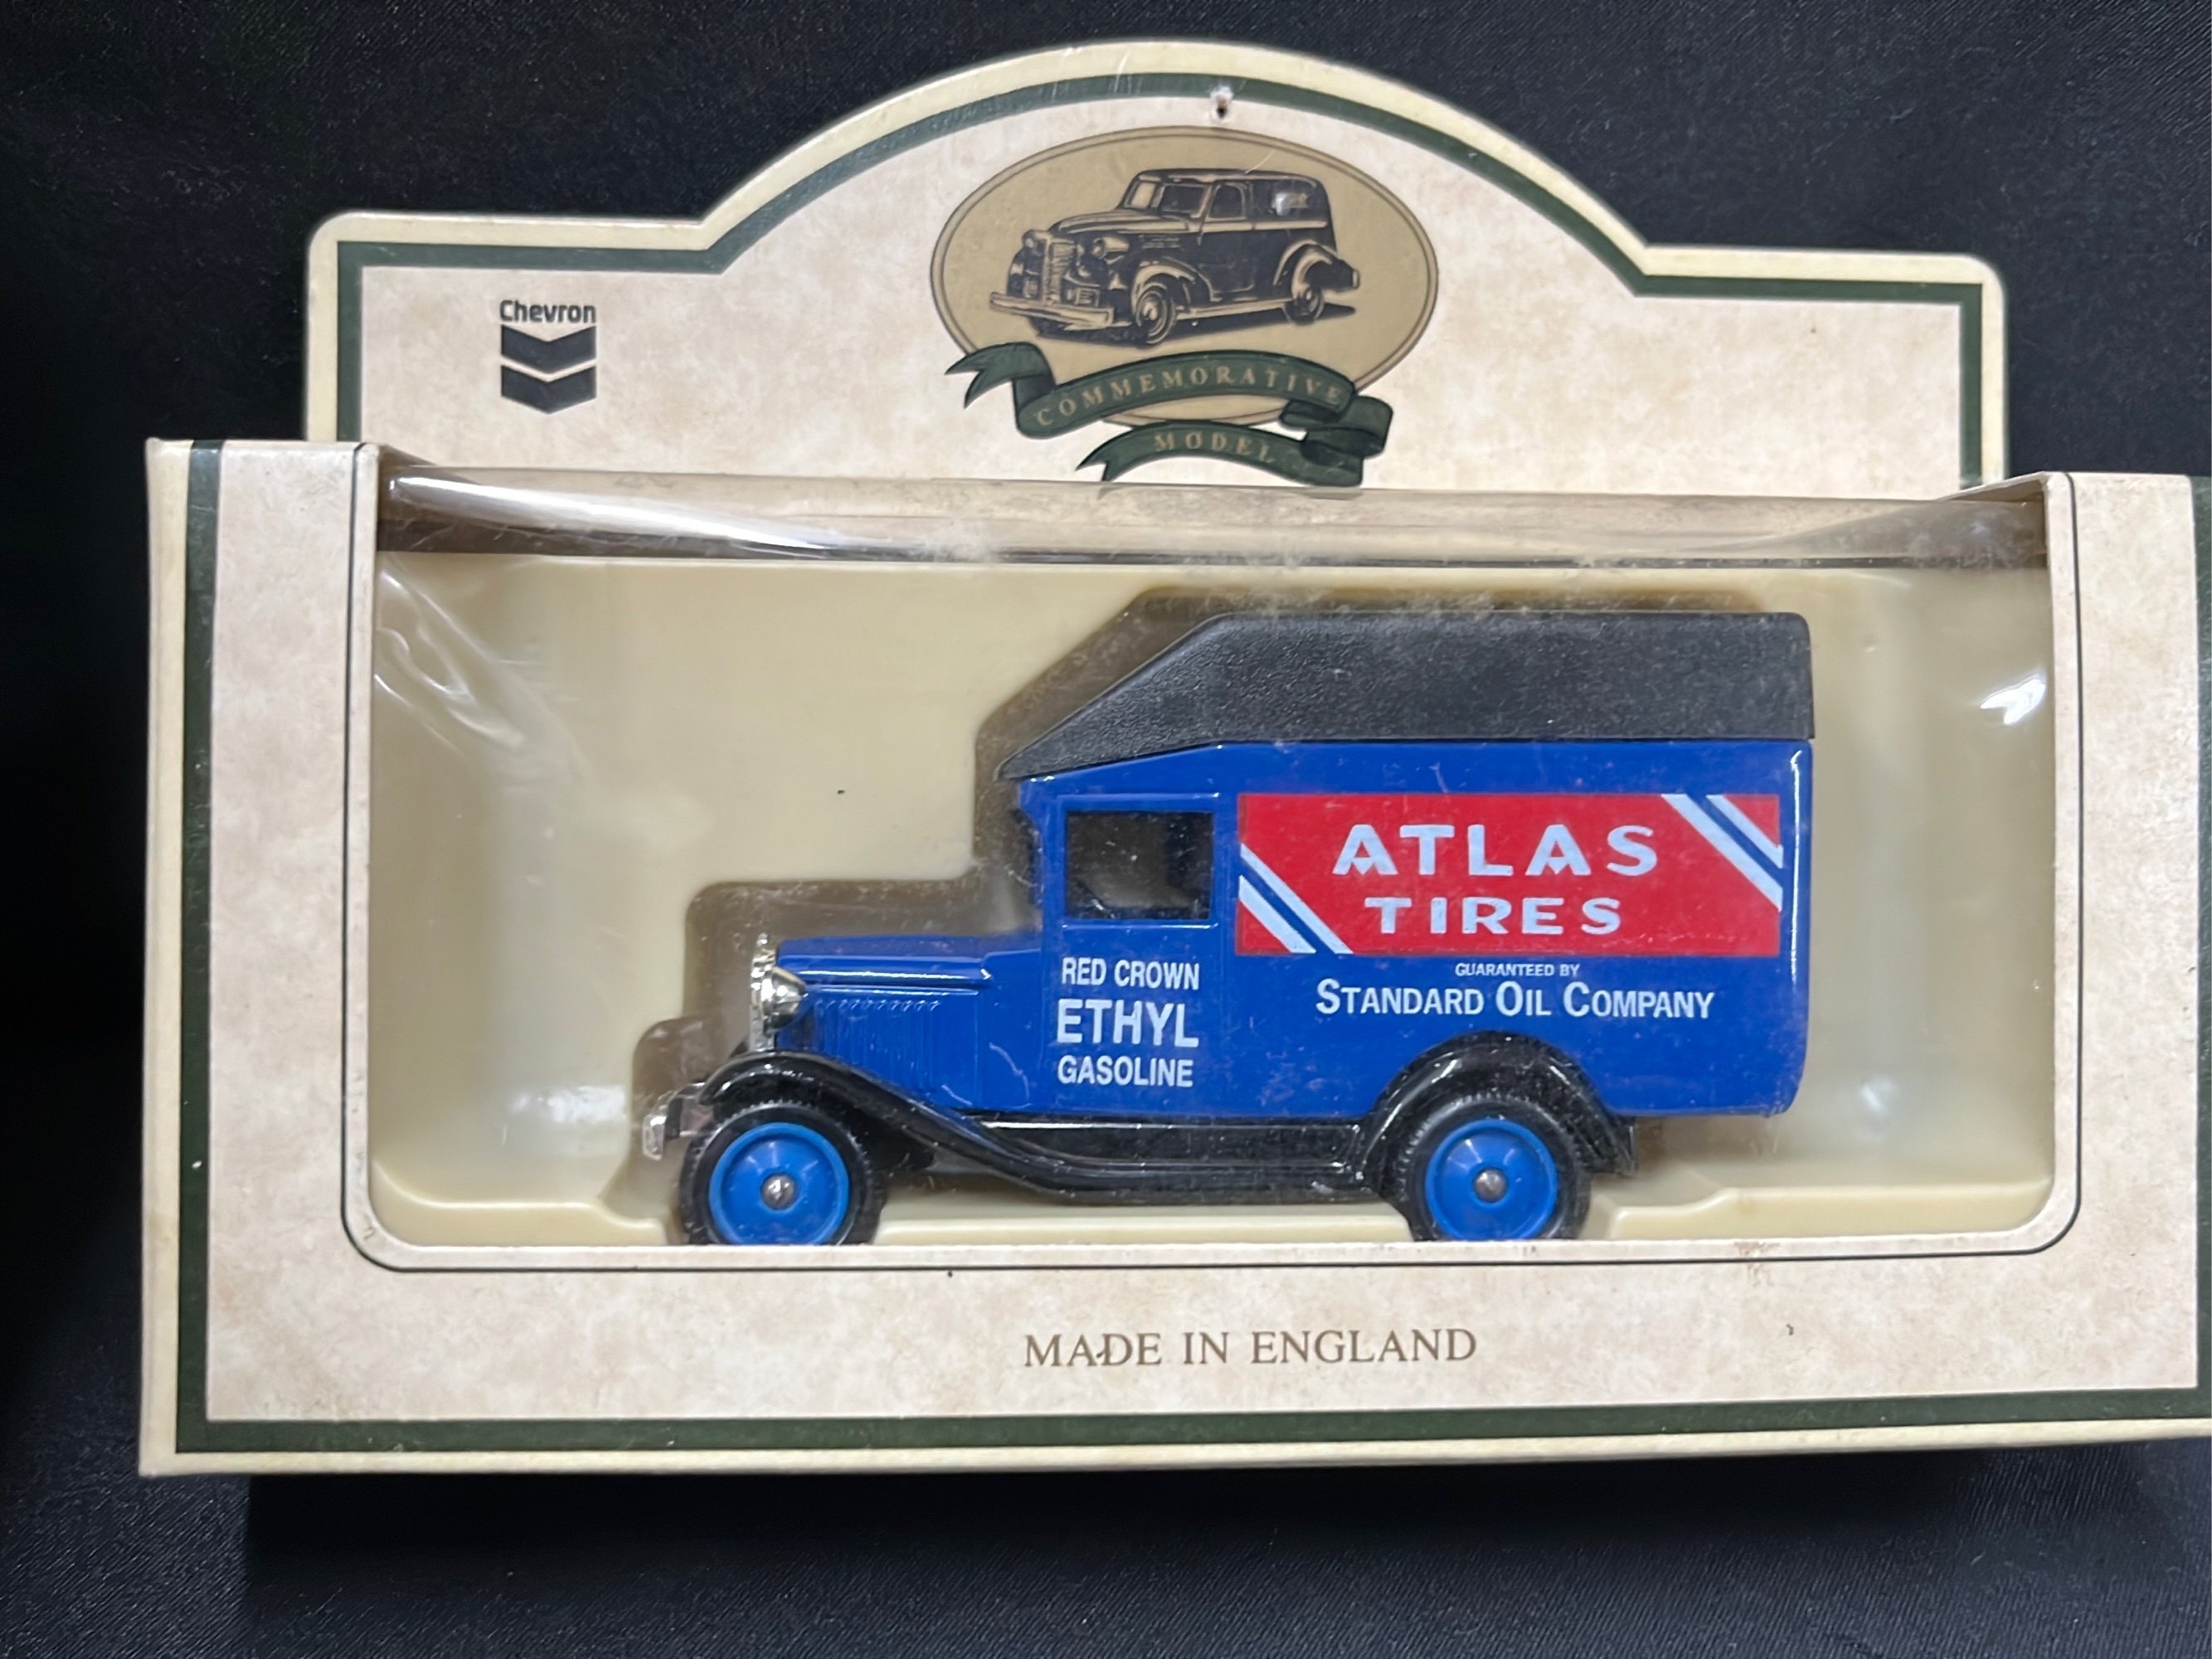 Chevron
COMMEMORATIVE
MODEL
ATLAS
TIRES
GUARANTEED BY
STANDARD OIL COMPANY
RED CROWN
ETHYL
GASOLINE
MADE IN ENGLAND